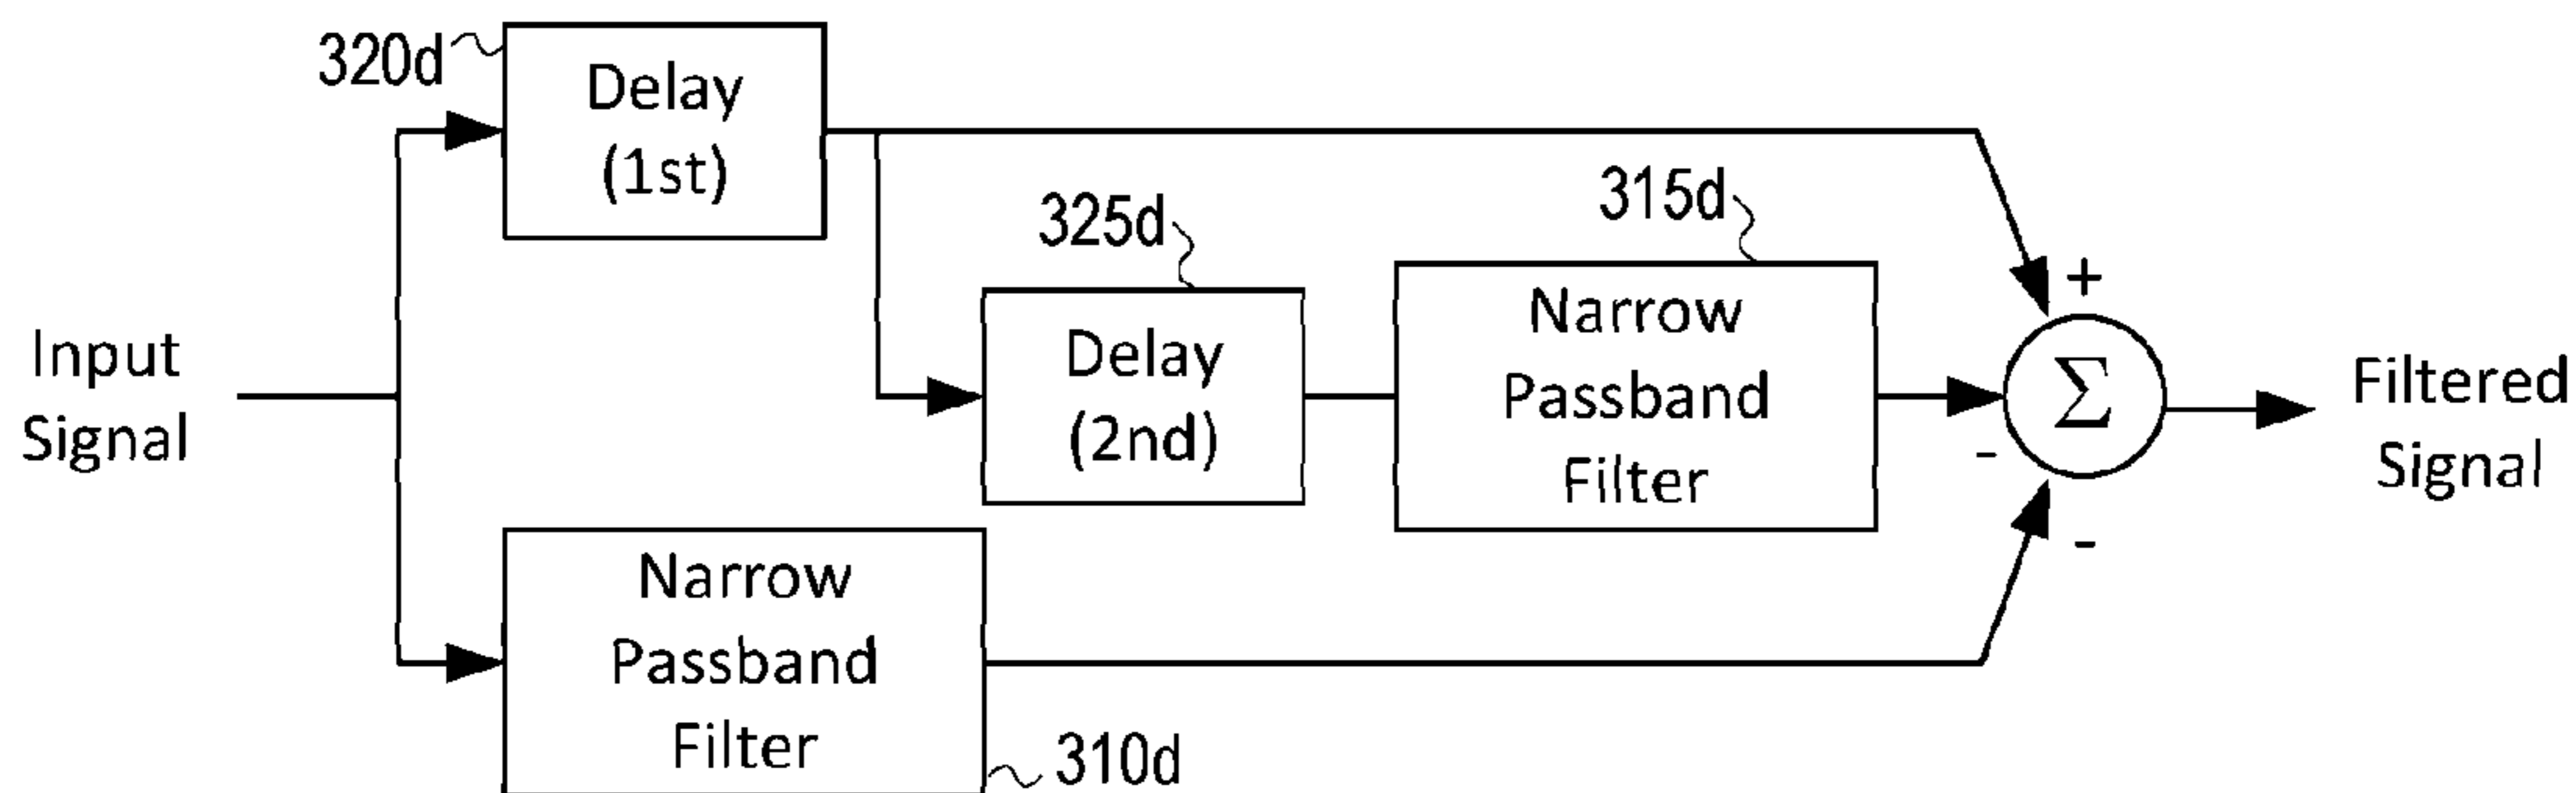 320d
Delay
(1st)
325d
315d
Delay
(2nd)
Narrow
Passband
Filter
+
-
-
Σ
Input
Signal
Filtered
Signal
Narrow
Passband
Filter
310d